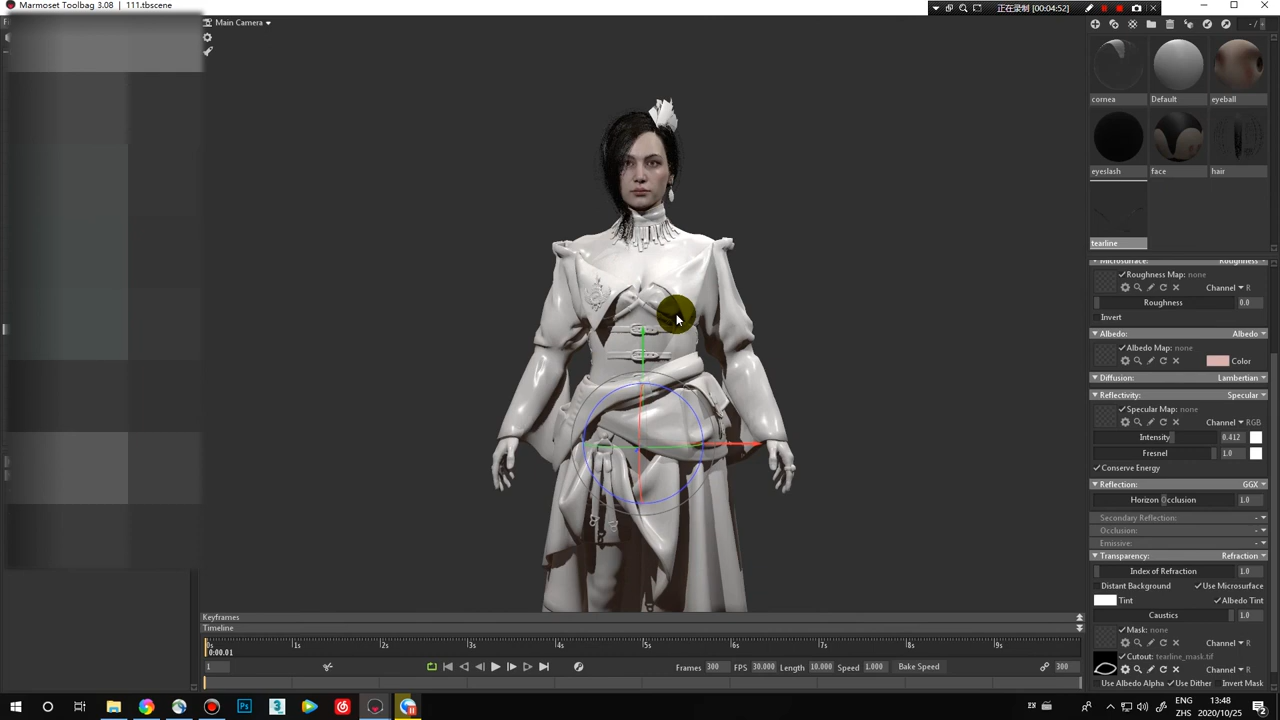 Marmoset Toolbag 3.08 | 111.tbscene
正在录制 [00:04:52]
Main Camera
- /
cornea
Default
eyeball
eyeslash
face
hair
tearline
Microsurface: Roughness
Roughness Map: none
Channel R
Roughness 0.0
Invert
Albedo: Albedo
Albedo Map: none
Color
Diffusion: Lambertian
Reflectivity: Specular
Specular Map: none
Channel RGB
Intensity 0.412
Fresnel 1.0
Conserve Energy
Reflection: GGX
Horizon Occlusion 1.0
Secondary Reflection: -
Occlusion: -
Emissive: -
Transparency: Refraction
Index of Refraction 1.0
Distant Background Use Microsurface
Tint Albedo Tint
Caustics 1.0
Mask: none
Channel R
Cutout: tearline_mask.tif
Channel R
Use Albedo Alpha Use Dither Invert Mask
Keyframes
Timeline
0s 1s 2s 3s 4s 5s 6s 7s 8s 9s
0:00.01
1 Frames 300 FPS 30.000 Length 10.000 Speed 1.000 Bake Speed 300
ENG 13:48
ZHS 2020/10/25
2